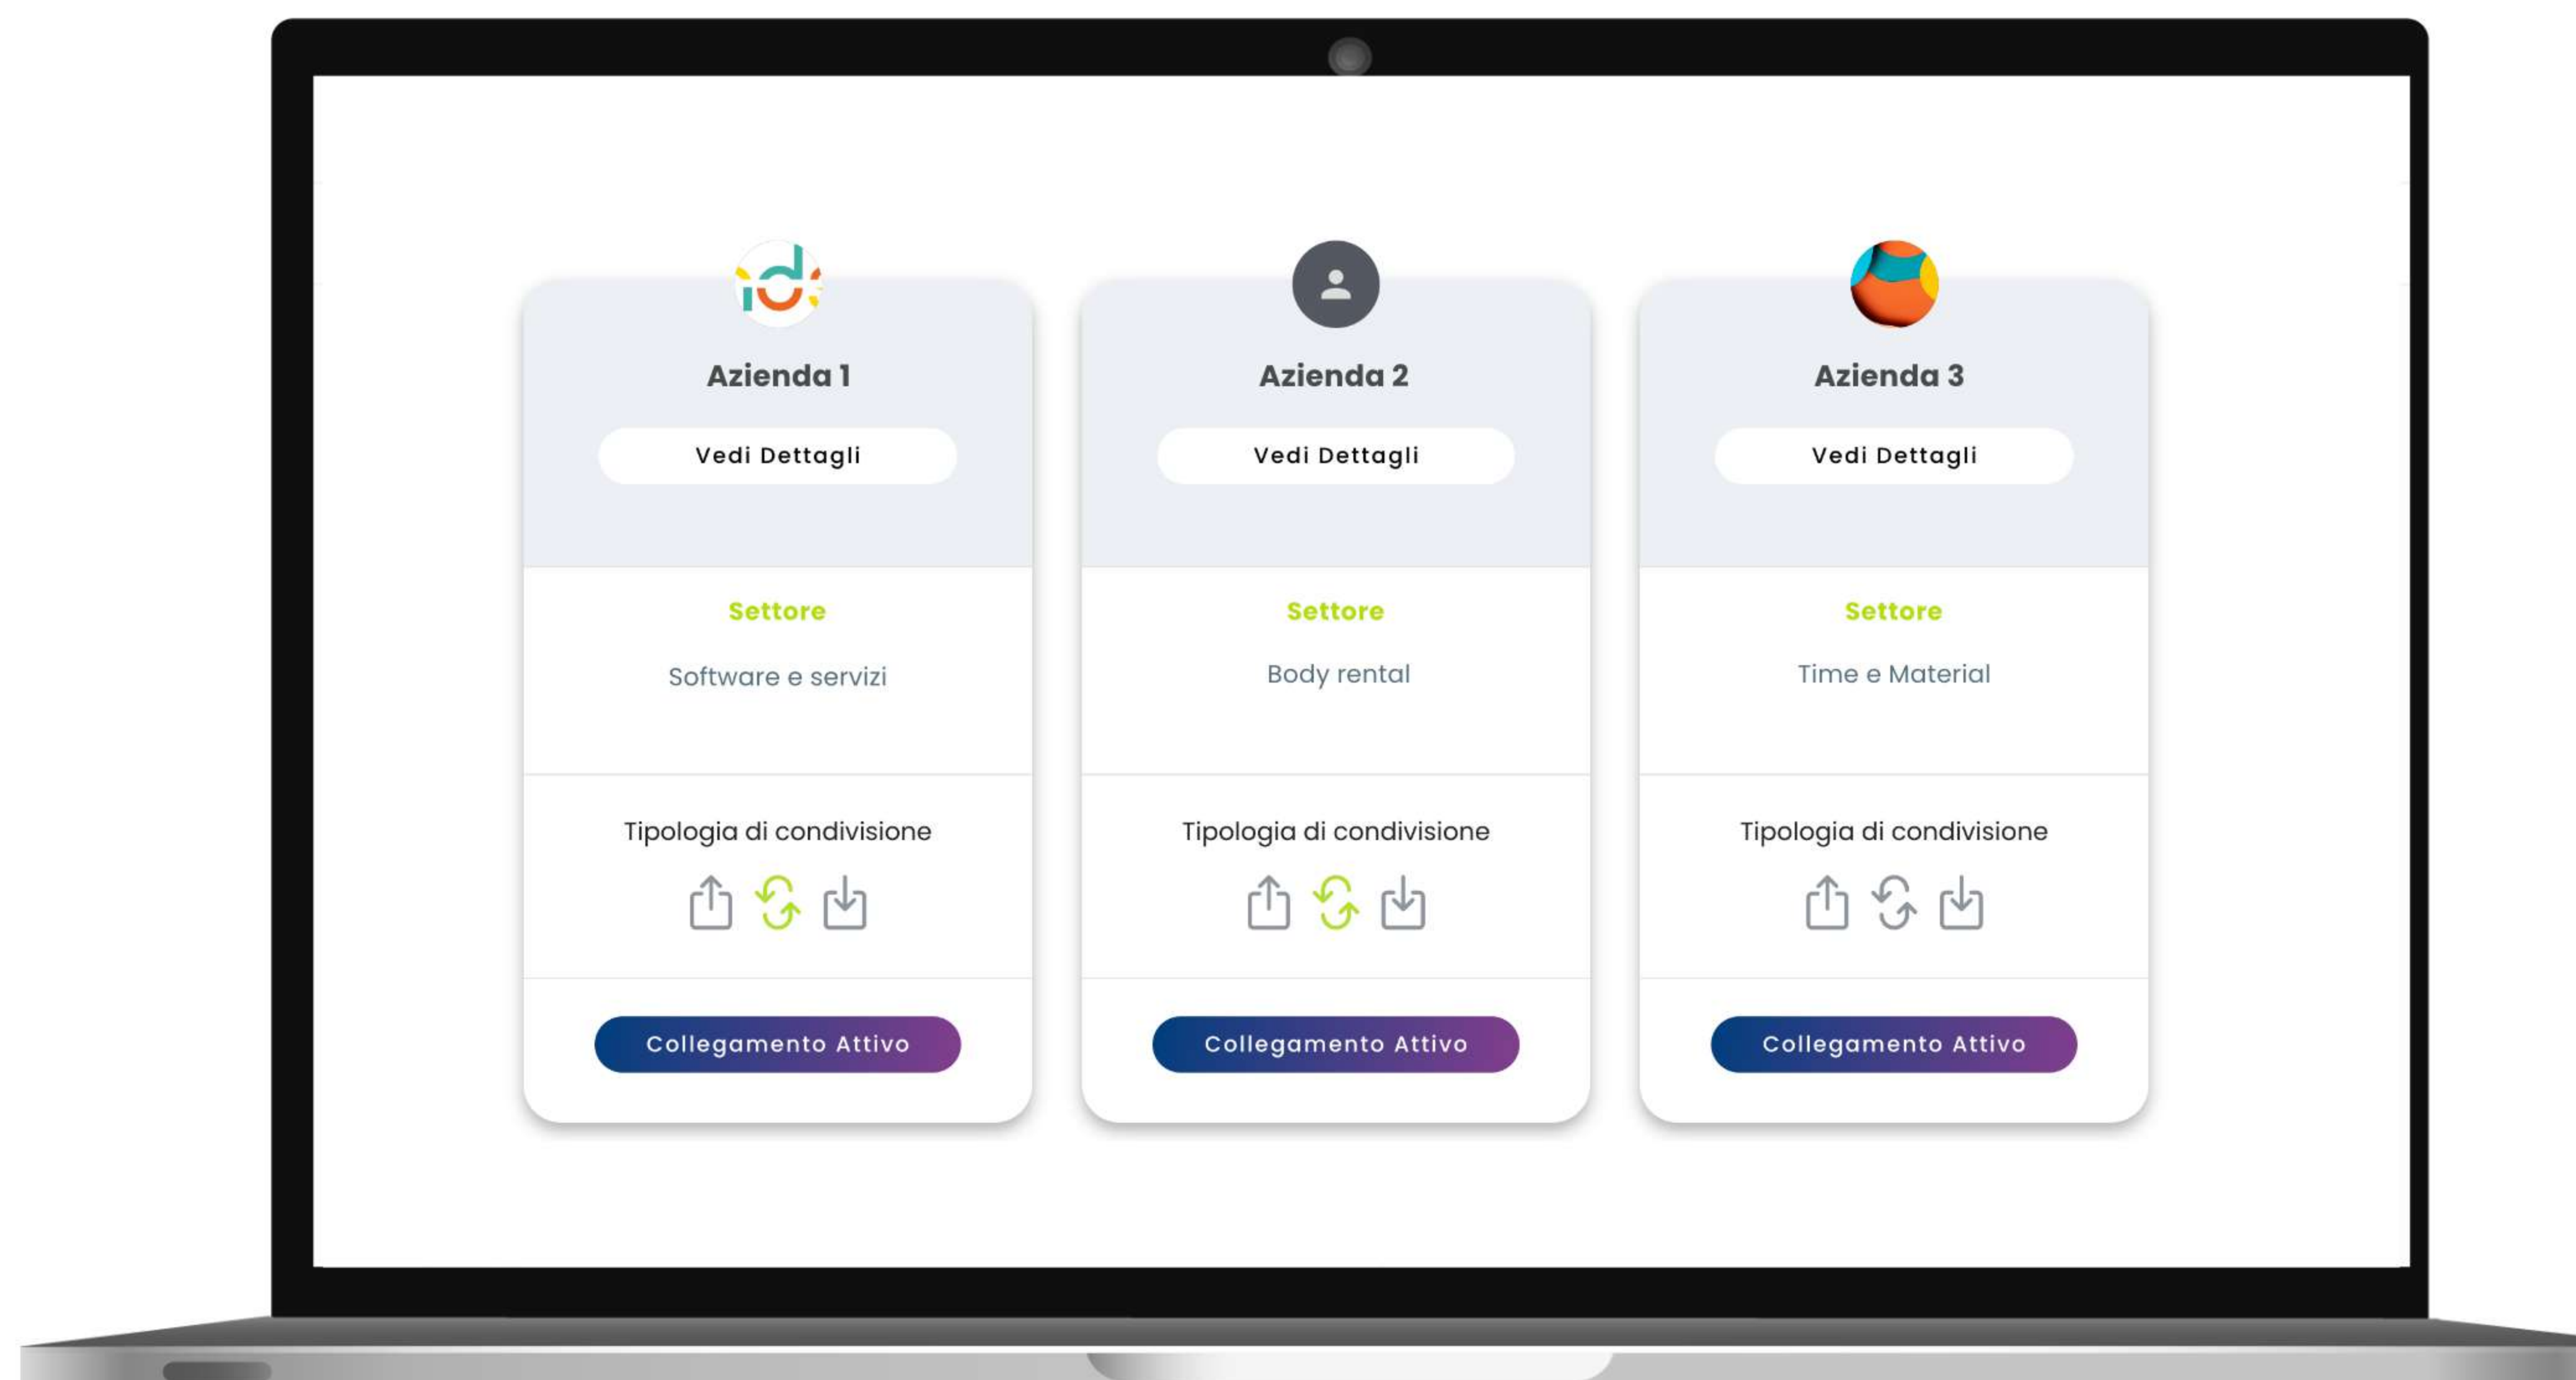 Azienda 1
Vedi Dettagli
Settore
Software e servizi
Tipologia di condivisione
Collegamento Attivo
Azienda 2
Vedi Dettagli
Settore
Body rental
Tipologia di condivisione
Collegamento Attivo
Azienda 3
Vedi Dettagli
Settore
Time e Material
Tipologia di condivisione
Collegamento Attivo